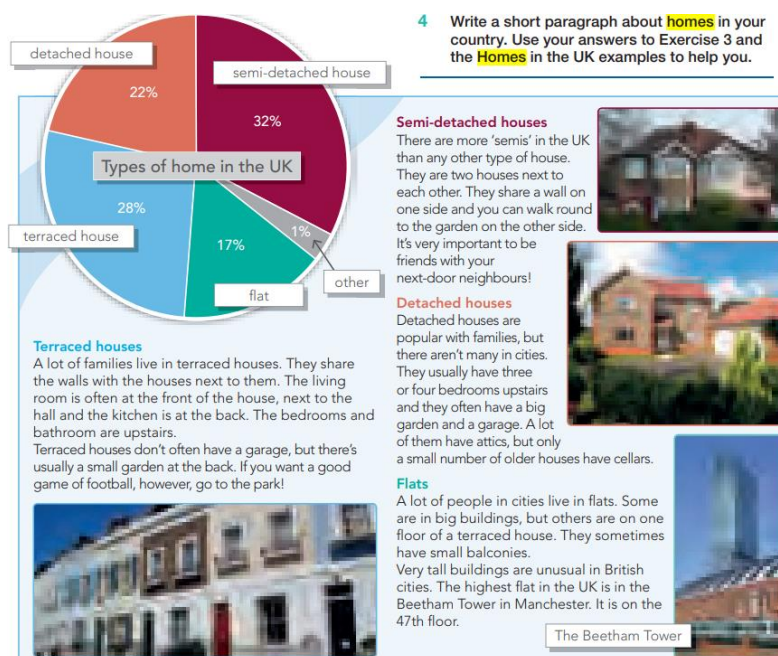 4 Write a short paragraph about homes in your
country. Use your answers to Exercise 3 and
the Homes in the UK examples to help you.
detached house
semi-detached house
22%
32%
Types of home in the UK
28%
1%
terraced house
17%
other
flat
Terraced houses
A lot of families live in terraced houses. They share
the walls with the houses next to them. The living
room is often at the front of the house, next to the
hall and the kitchen is at the back. The bedrooms and
bathroom are upstairs.
Terraced houses don't often have a garage, but there's
usually a small garden at the back. If you want a good
game of football, however, go to the park!
Semi-detached houses
There are more 'semis' in the UK
than any other type of house.
They are two houses next to
each other. They share a wall on
one side and you can walk round
to the garden on the other side.
It's very important to be
friends with your
next-door neighbours!
Detached houses
Detached houses are
popular with families, but
there aren't many in cities.
They usually have three
or four bedrooms upstairs
and they often have a big
garden and a garage. A lot
of them have attics, but only
a small number of older houses have cellars.
Flats
A lot of people in cities live in flats. Some
are in big buildings, but others are on one
floor of a terraced house. They sometimes
have small balconies.
Very tall buildings are unusual in British
cities. The highest flat in the UK is in the
Beetham Tower in Manchester. It is on the
47th floor.
The Beetham Tower